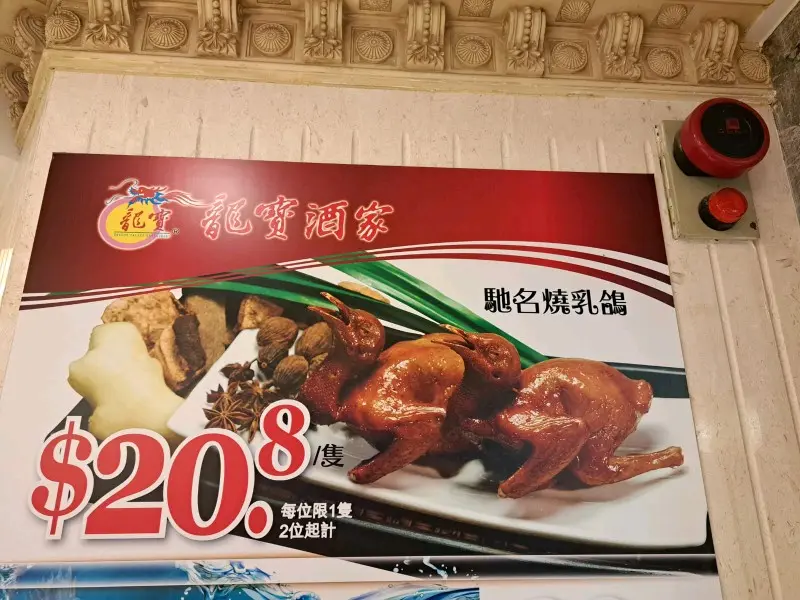 龍寶
龍寶酒家
馳名燒乳鴿
$20.8/隻
每位限1隻
2位起計